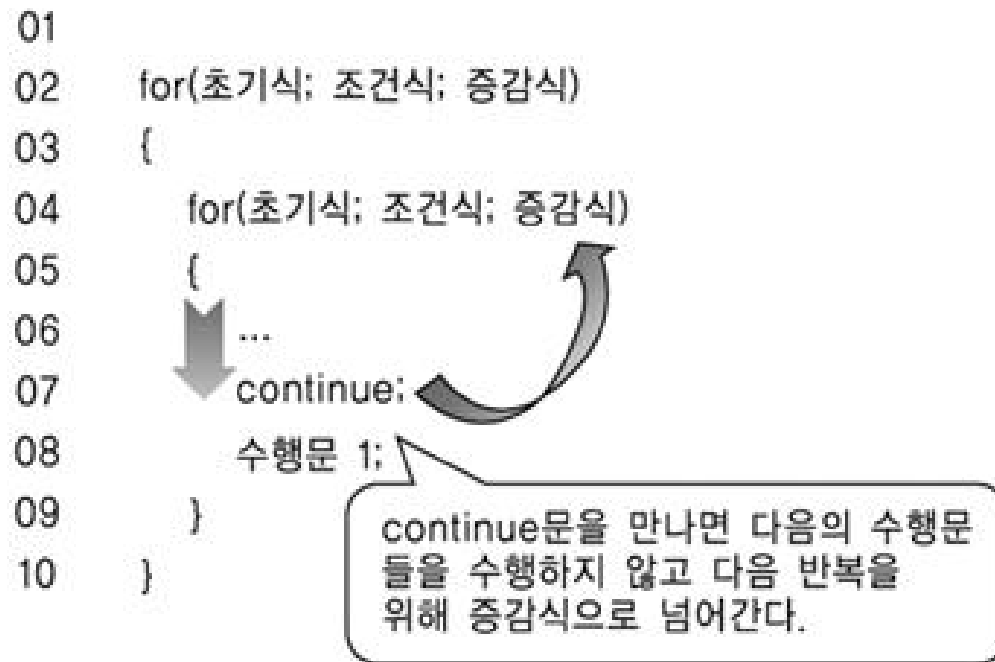 01
02 for(초기식; 조건식; 증감식)
03 {
04 for(초기식; 조건식; 증감식)
05 {
06 ...
07 continue;
08 수행문 1;
09 }
10 }
continue문을 만나면 다음의 수행문
들을 수행하지 않고 다음 반복을
위해 증감식으로 넘어간다.